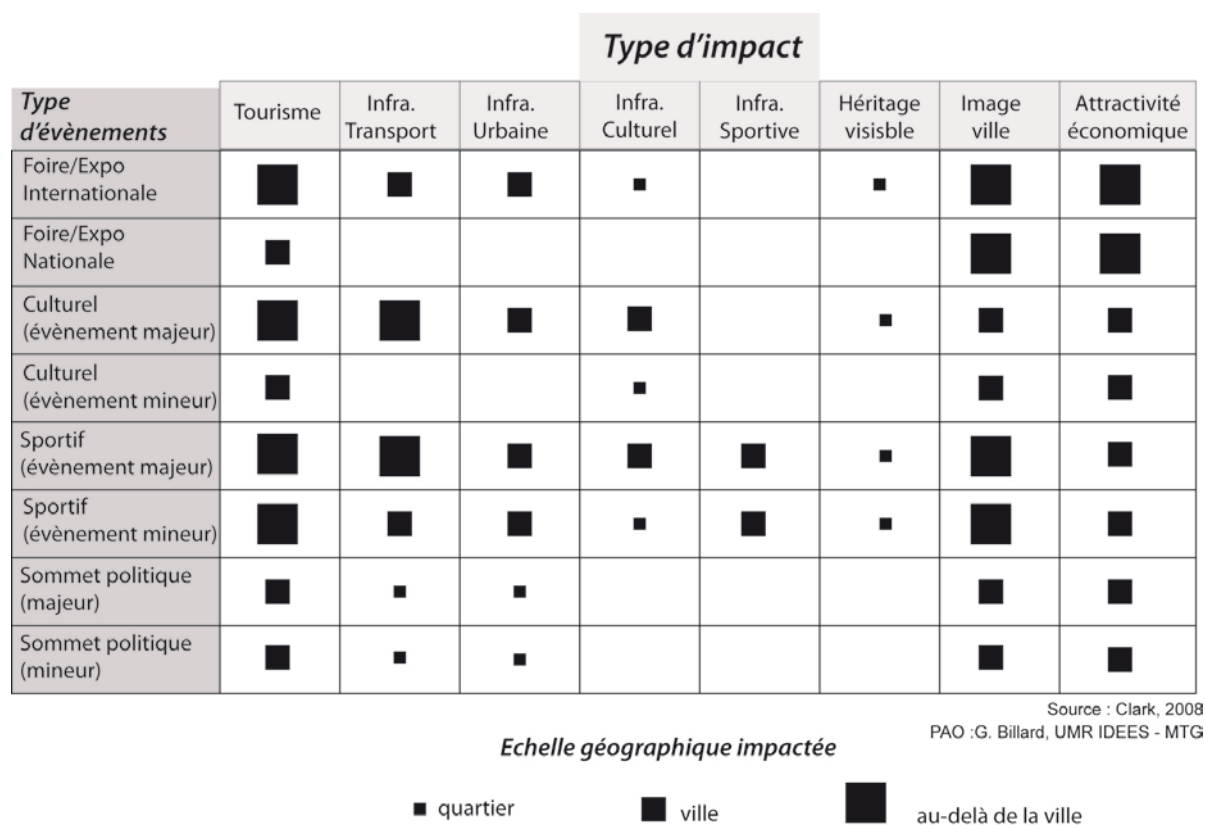 Type d'impact
Type
d'évènements
Tourisme
Infra.
Transport
Infra.
Urbaine
Infra.
Culturel
Infra.
Sportive
Héritage
visisble
Image
ville
Attractivité
économique
Foire/Expo
Internationale
Foire/Expo
Nationale
Culturel
(évènement majeur)
Culturel
(évènement mineur)
Sportif
(évènement majeur)
Sportif
(évènement mineur)
Sommet politique
(majeur)
Sommet politique
(mineur)
Source : Clark, 2008
PAO :G. Billard, UMR IDEES - MTG
Echelle géographique impactée
quartier
ville
au-delà de la ville